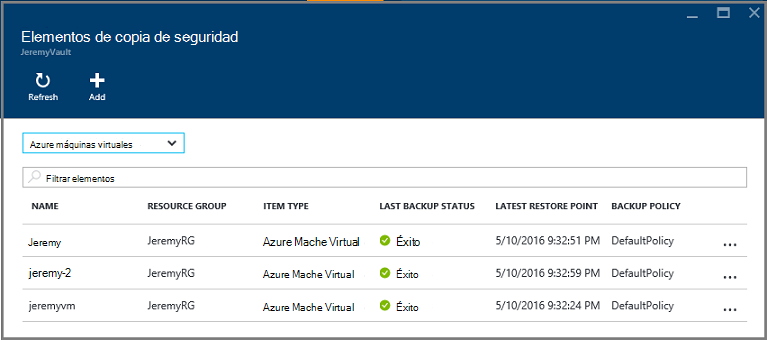 Elementos de copia de seguridad
JeremyVault
Refresh Add
Azure máquinas virtuales
Filtrar elementos
NAME RESOURCE GROUP ITEM TYPE LAST BACKUP STATUS LATEST RESTORE POINT BACKUP POLICY
Jeremy JeremyRG Azure Mache Virtual Éxito 5/10/2016 9:32:51 PM DefaultPolicy ...
jeremy-2 JeremyRG Azure Mache Virtual Éxito 5/10/2016 9:32:59 PM DefaultPolicy ...
jeremyvm JeremyRG Azure Mache Virtual Éxito 5/10/2016 9:32:24 PM DefaultPolicy ...